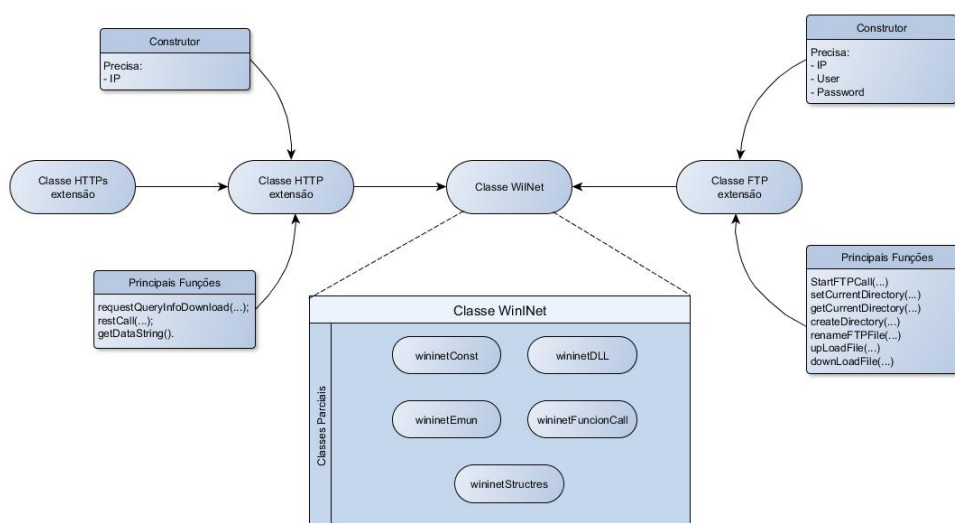 Construtor
Precisa:
- IP
Construtor
Precisa:
- IP
- User
- Password
Classe HTTPs
extensão
Classe HTTP
extensão
Classe WiINet
Classe FTP
extensão
Principais Funções
requestQueryInfoDownload(...);
restCall(...);
getDataString().
Principais Funções
StartFTPCall(...)
setCurrentDirectory(...)
getCurrentDirectory(...)
createDirectory(...)
renameFTPFile(...)
upLoadFile(...)
downLoadFile(...)
Classe WinINet
Classes Parciais
wininetConst
wininetDLL
wininetEmun
wininetFuncionCall
wininetStructres